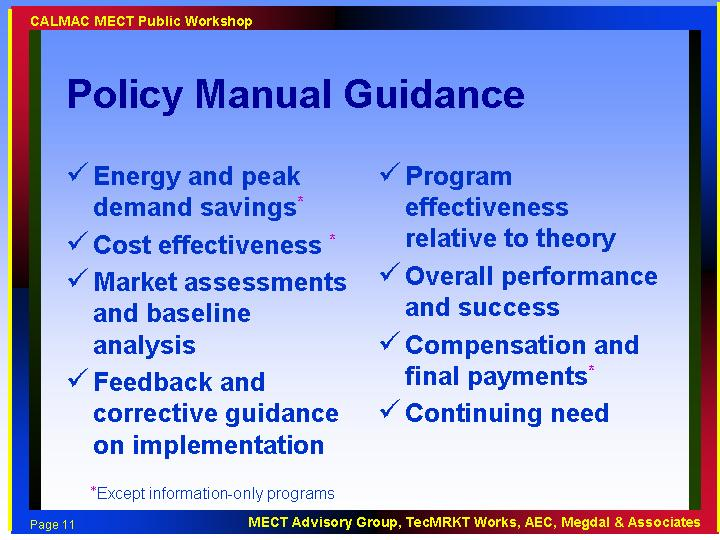 CALMAC MECT Public Workshop
Policy Manual Guidance
✓ Energy and peak
demand savings*
✓ Cost effectiveness *
✓ Market assessments
and baseline
analysis
✓ Feedback and
corrective guidance
on implementation
✓ Program
effectiveness
relative to theory
✓ Overall performance
and success
✓ Compensation and
final payments*
✓ Continuing need
*Except information-only programs
Page 11
MECT Advisory Group, TecMRKT Works, AEC, Megdal & Associates